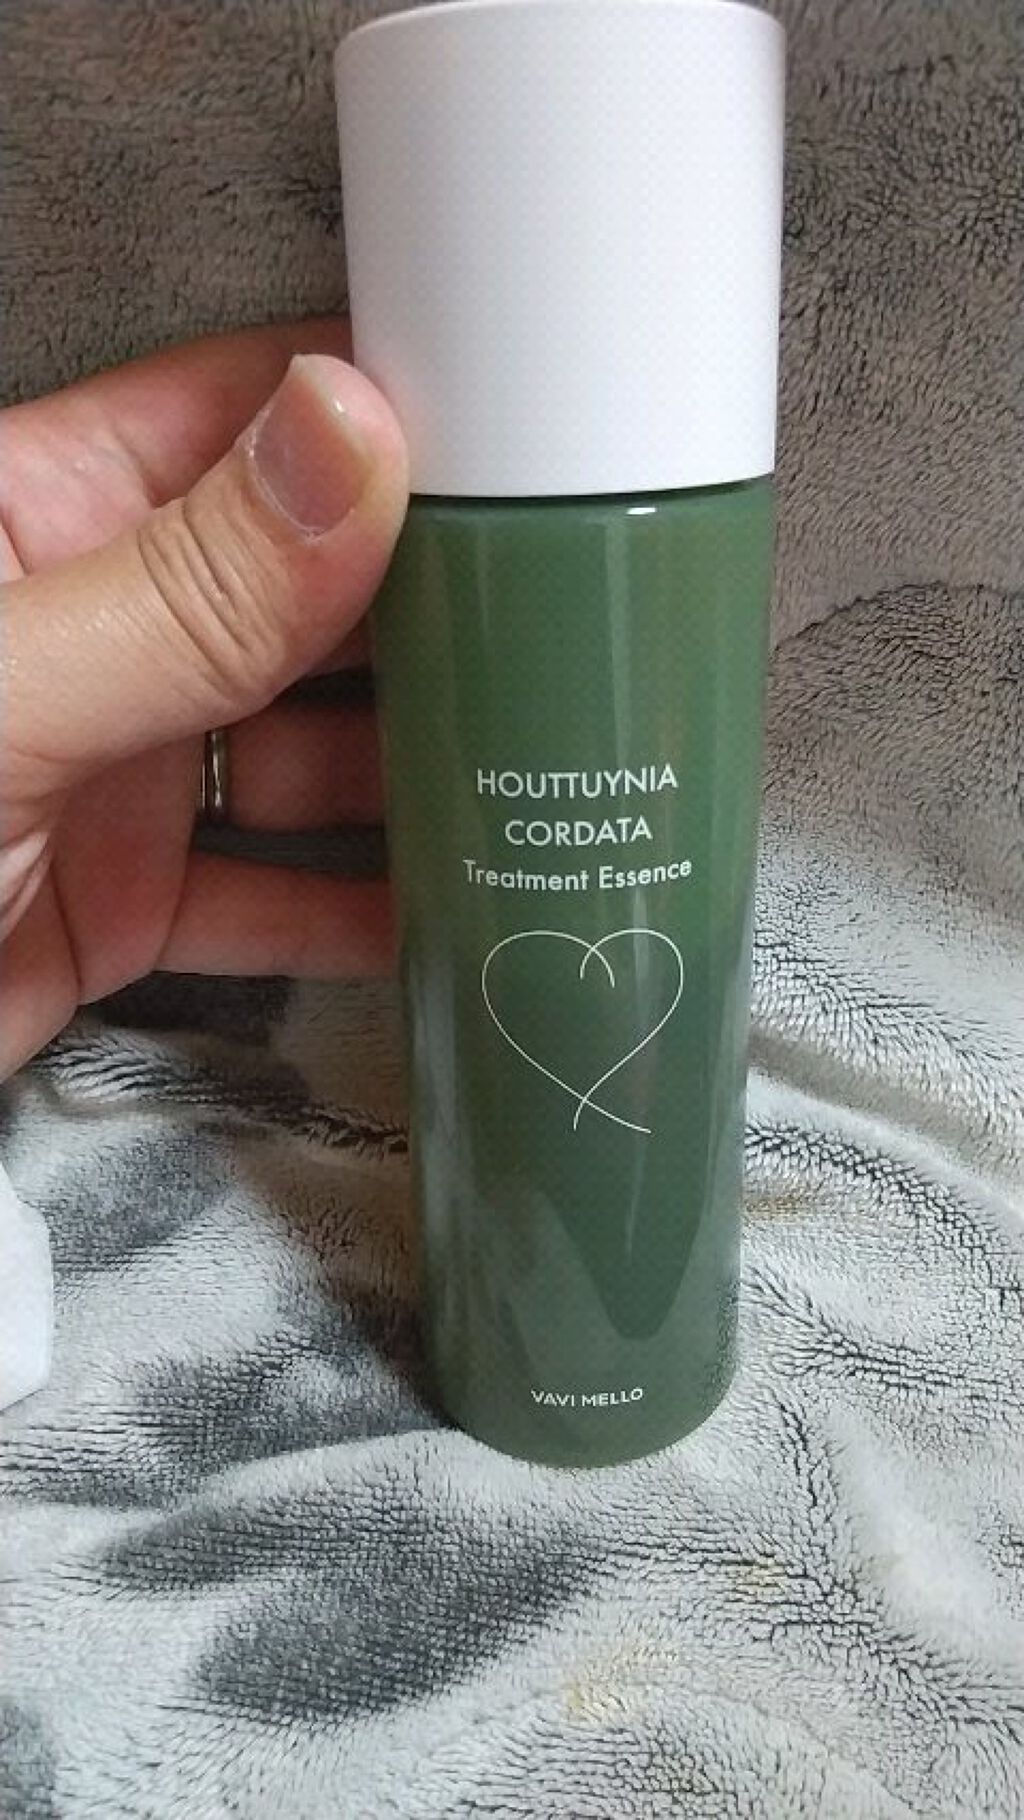 HOUTTUYNIA
CORDATA
Treatment Essence
VAVI MELLO